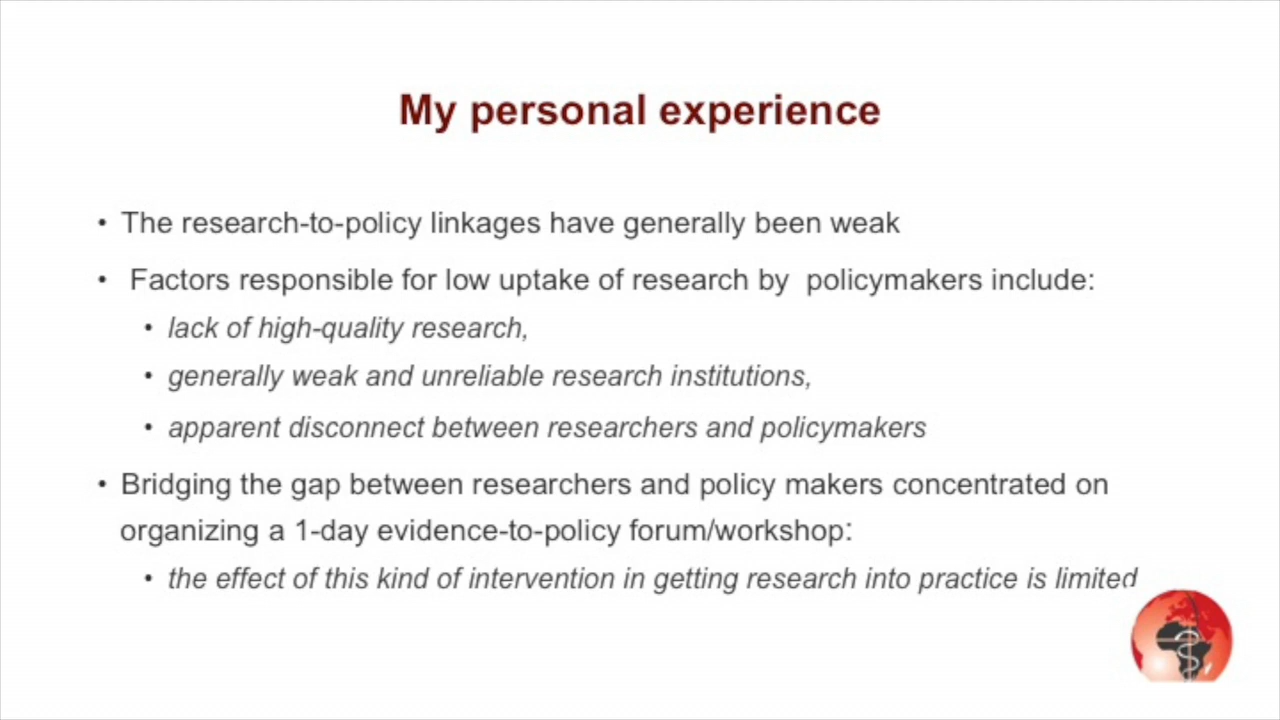 My personal experience
• The research-to-policy linkages have generally been weak
• Factors responsible for low uptake of research by policymakers include:
• lack of high-quality research,
• generally weak and unreliable research institutions,
• apparent disconnect between researchers and policymakers
• Bridging the gap between researchers and policy makers concentrated on
organizing a 1-day evidence-to-policy forum/workshop:
• the effect of this kind of intervention in getting research into practice is limited